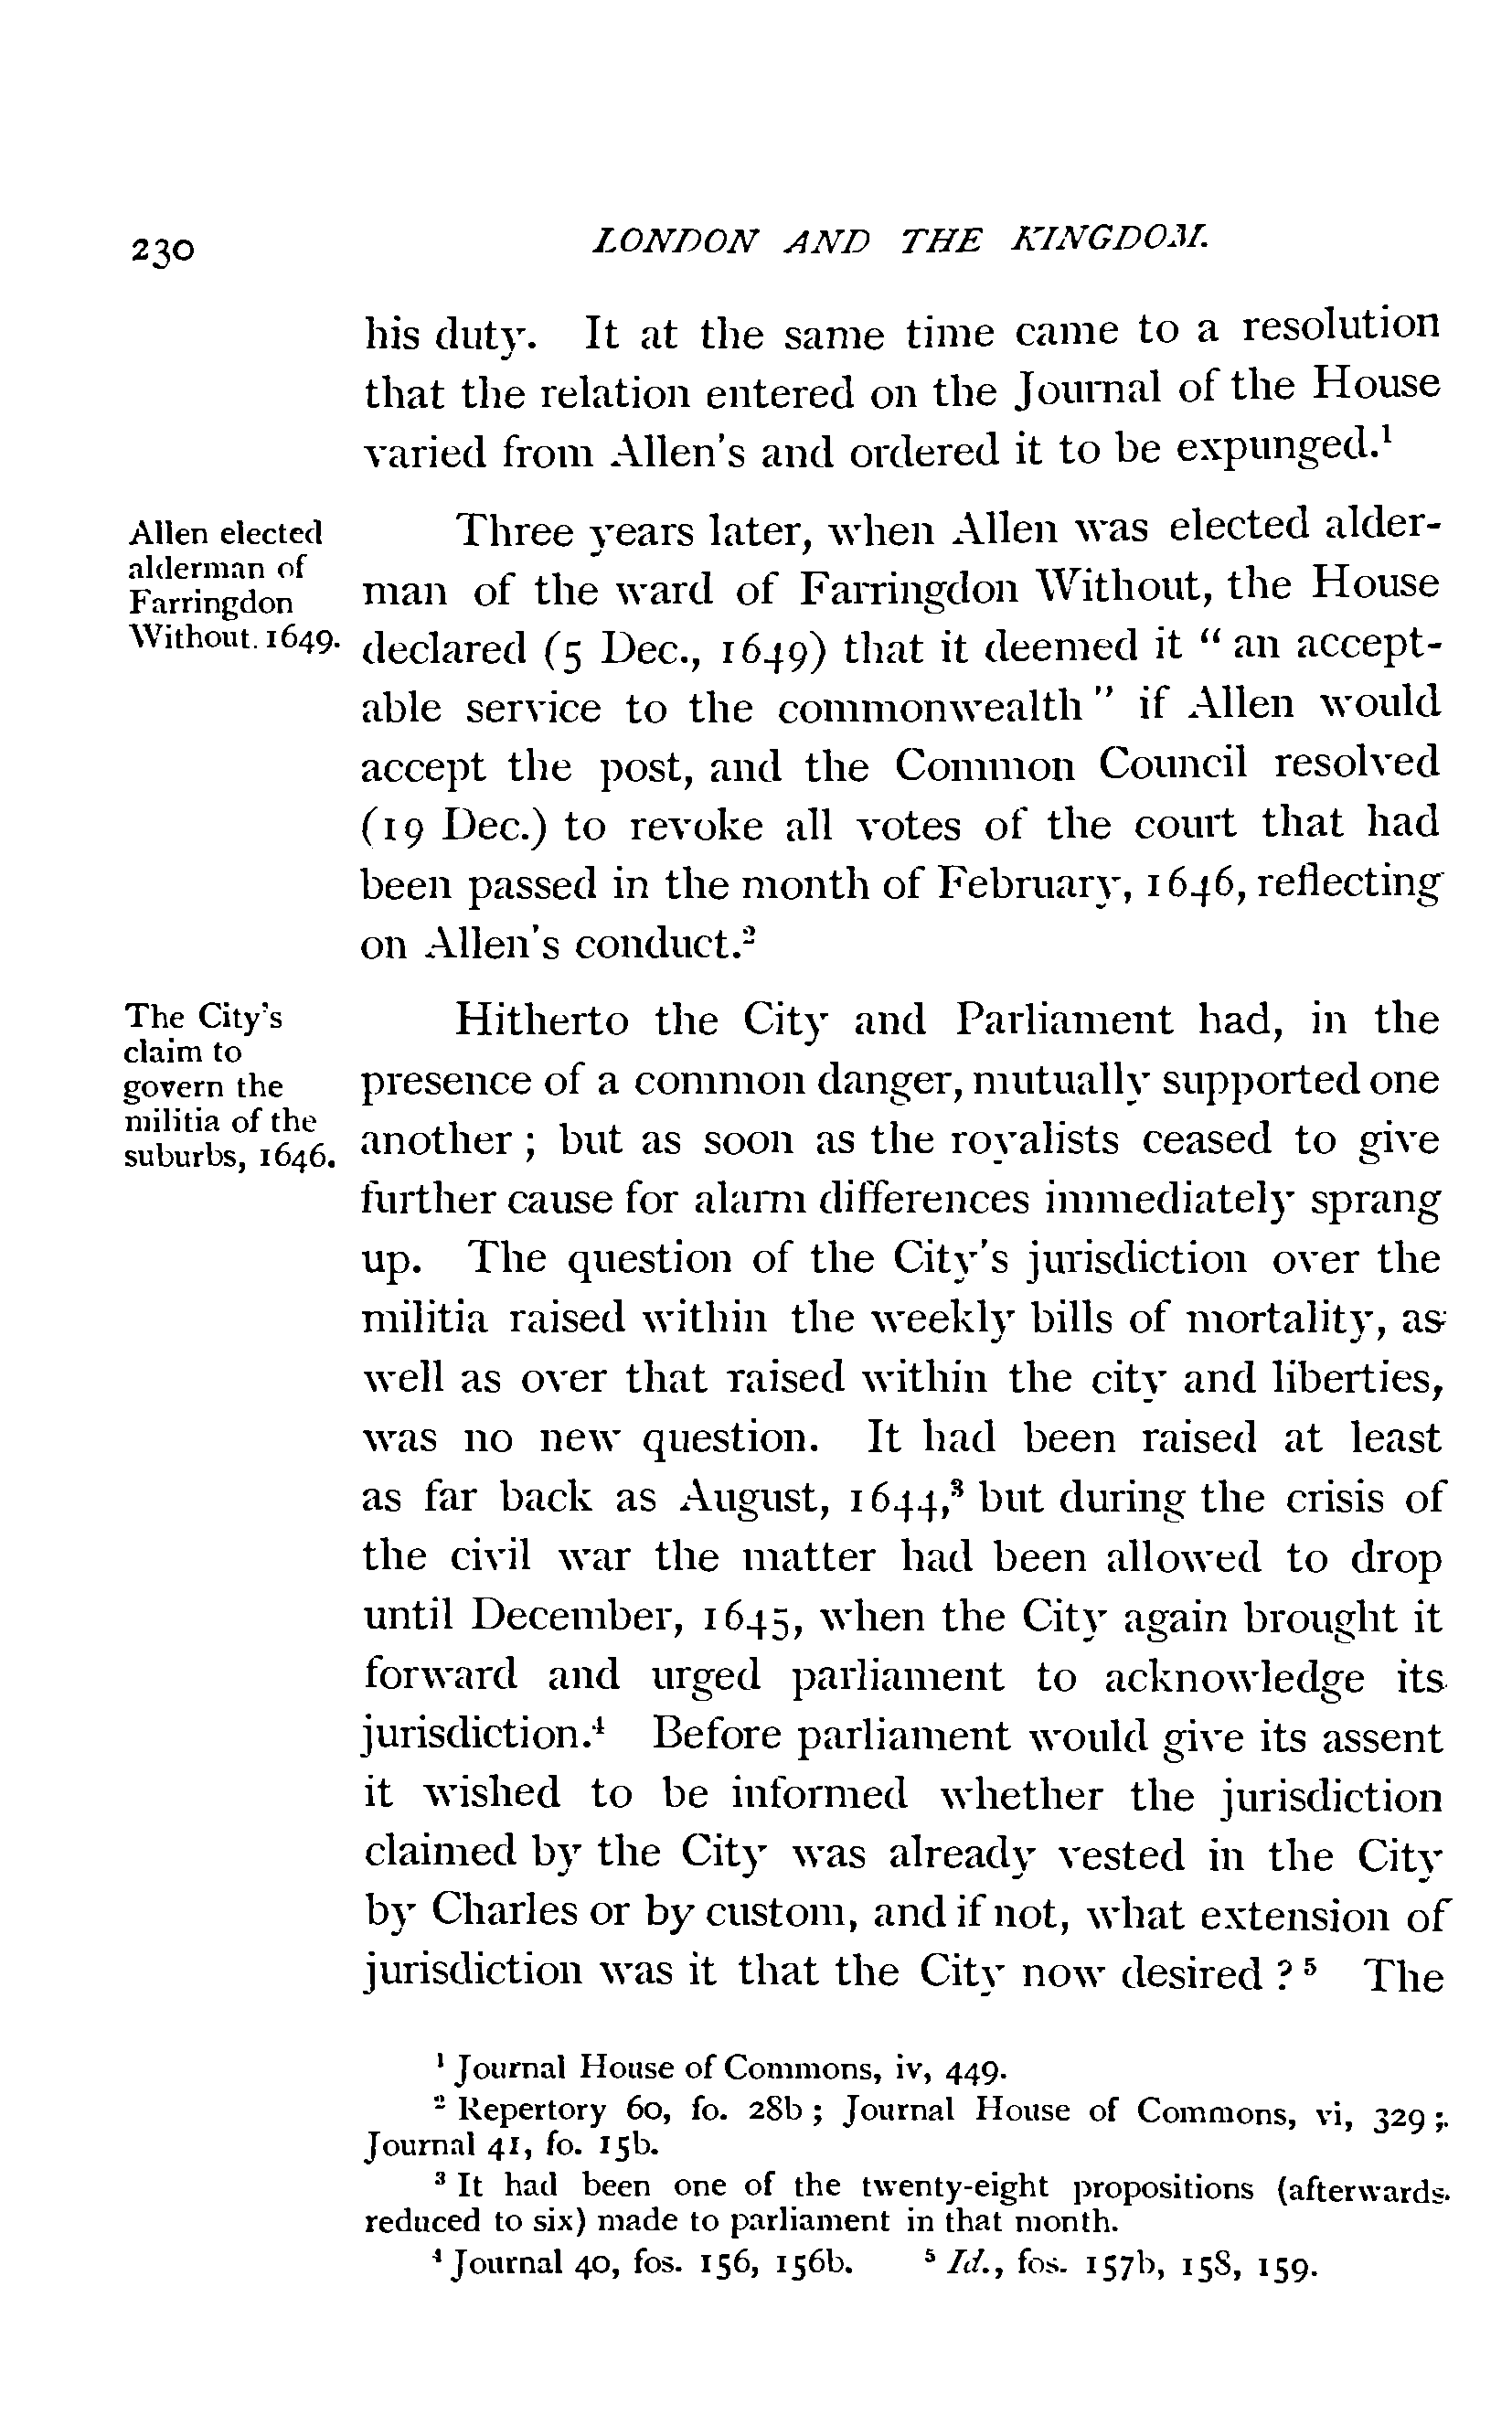 230
LONDON AND THE KINGDOM.
his duty. It at the same time came to a resolution
that the relation entered on the Journal of the House
varied from Allen's and ordered it to be expunged.¹
Allen elected
alderman of
Farringdon
Without. 1649.
Three years later, when Allen was elected alder-
man of the ward of Farringdon Without, the House
declared (5 Dec., 1649) that it deemed it “ an accept-
able service to the commonwealth ” if Allen would
accept the post, and the Common Council resolved
(19 Dec.) to revoke all votes of the court that had
been passed in the month of February, 1646, reflecting
on Allen's conduct.²
The City's
claim to
govern the
militia of the
suburbs, 1646.
Hitherto the City and Parliament had, in the
presence of a common danger, mutually supported one
another ; but as soon as the royalists ceased to give
further cause for alarm differences immediately sprang
up. The question of the City's jurisdiction over the
militia raised within the weekly bills of mortality, as
well as over that raised within the city and liberties,
was no new question. It had been raised at least
as far back as August, 1644,³ but during the crisis of
the civil war the matter had been allowed to drop
until December, 1645, when the City again brought it
forward and urged parliament to acknowledge its
jurisdiction.⁴ Before parliament would give its assent
it wished to be informed whether the jurisdiction
claimed by the City was already vested in the City
by Charles or by custom, and if not, what extension of
jurisdiction was it that the City now desired ?⁵ The
¹ Journal House of Commons, iv, 449.
² Repertory 60, fo. 28b ; Journal House of Commons, vi, 329 ;
Journal 41, fo. 15b.
³ It had been one of the twenty-eight propositions (afterwards
reduced to six) made to parliament in that month.
⁴ Journal 40, fos. 156, 156b. ⁵ Id., fos. 157b, 158, 159.